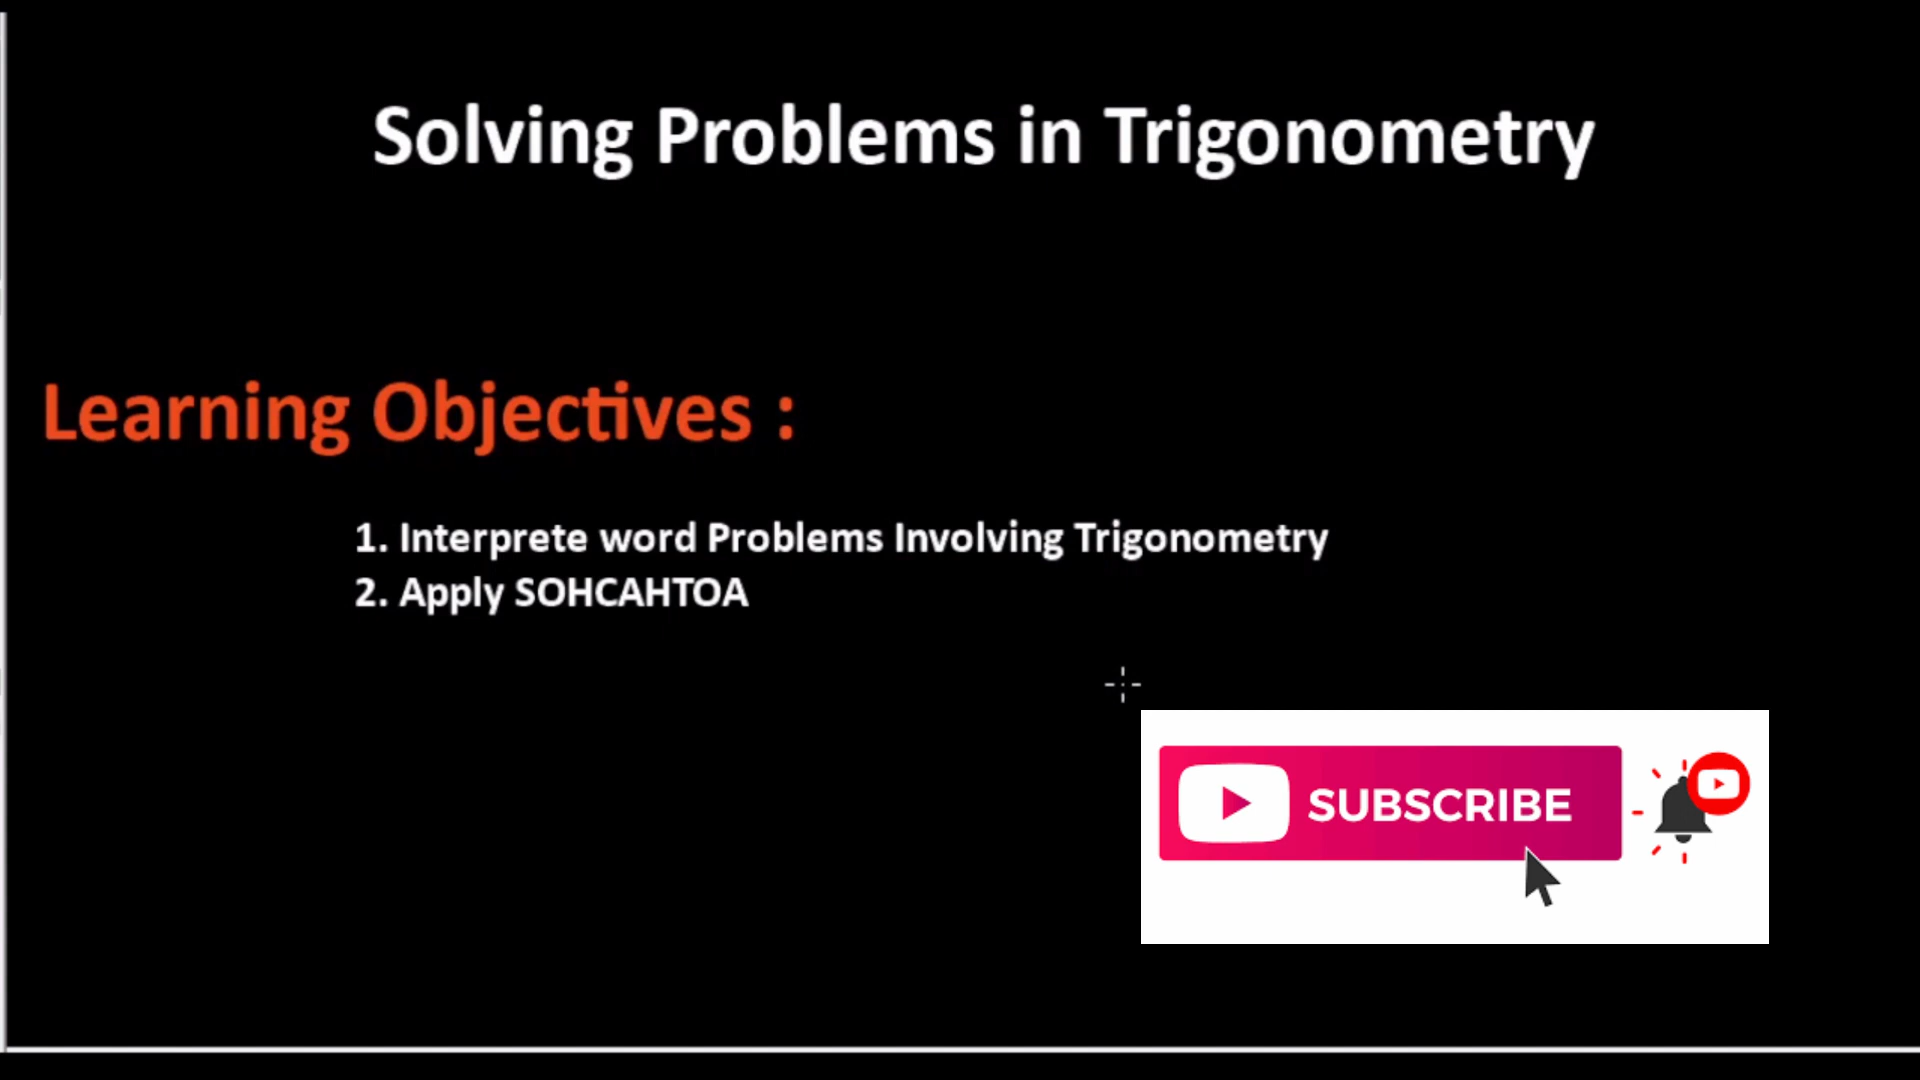 Solving Problems in Trigonometry
Learning Objectives :
1. Interprete word Problems Involving Trigonometry
2. Apply SOHCAHTOA
SUBSCRIBE